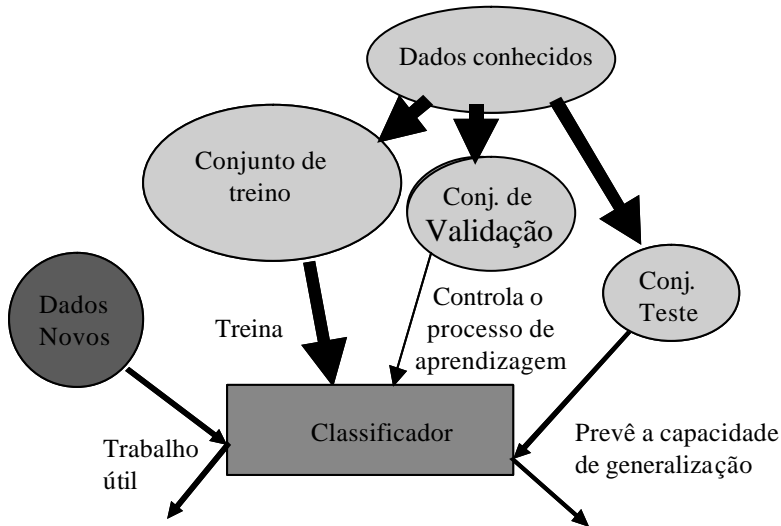 Dados conhecidos
Conjunto de
treino
Conj. de
Validação
Conj.
Teste
Dados
Novos
Treina
Controla o
processo de
aprendizagem
Classificador
Trabalho
útil
Prevê a capacidade
de generalização